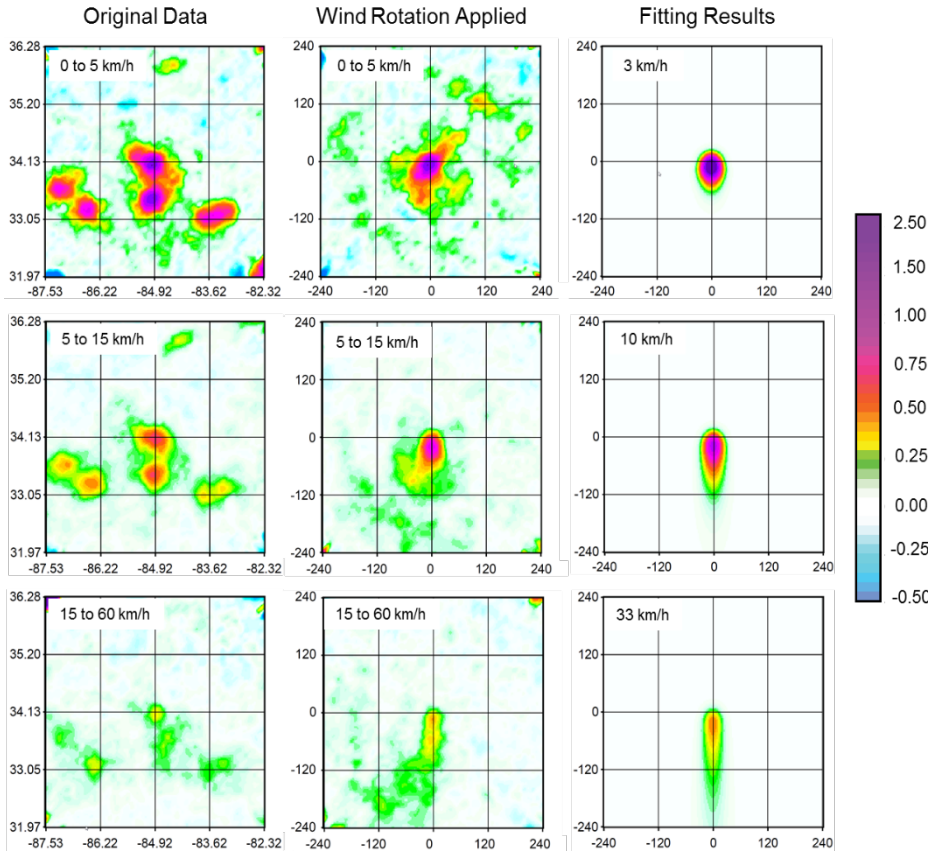 Original Data
Wind Rotation Applied
Fitting Results
36.28
35.20
34.13
33.05
31.97
0 to 5 km/h
-87.53 -86.22 -84.92 -83.62 -82.32
240
120
0
-120
-240
0 to 5 km/h
-240 -120 0 120 240
240
120
0
-120
-240
3 km/h
-240 -120 0 120 240
36.28
35.20
34.13
33.05
31.97
5 to 15 km/h
-87.53 -86.22 -84.92 -83.62 -82.32
240
120
0
-120
-240
5 to 15 km/h
-240 -120 0 120 240
240
120
0
-120
-240
10 km/h
-240 -120 0 120 240
36.28
35.20
34.13
33.05
31.97
15 to 60 km/h
-87.53 -86.22 -84.92 -83.62 -82.32
240
120
0
-120
-240
15 to 60 km/h
-240 -120 0 120 240
240
120
0
-120
-240
33 km/h
-240 -120 0 120 240
2.50
1.50
1.00
0.75
0.50
0.25
0.00
-0.25
-0.50